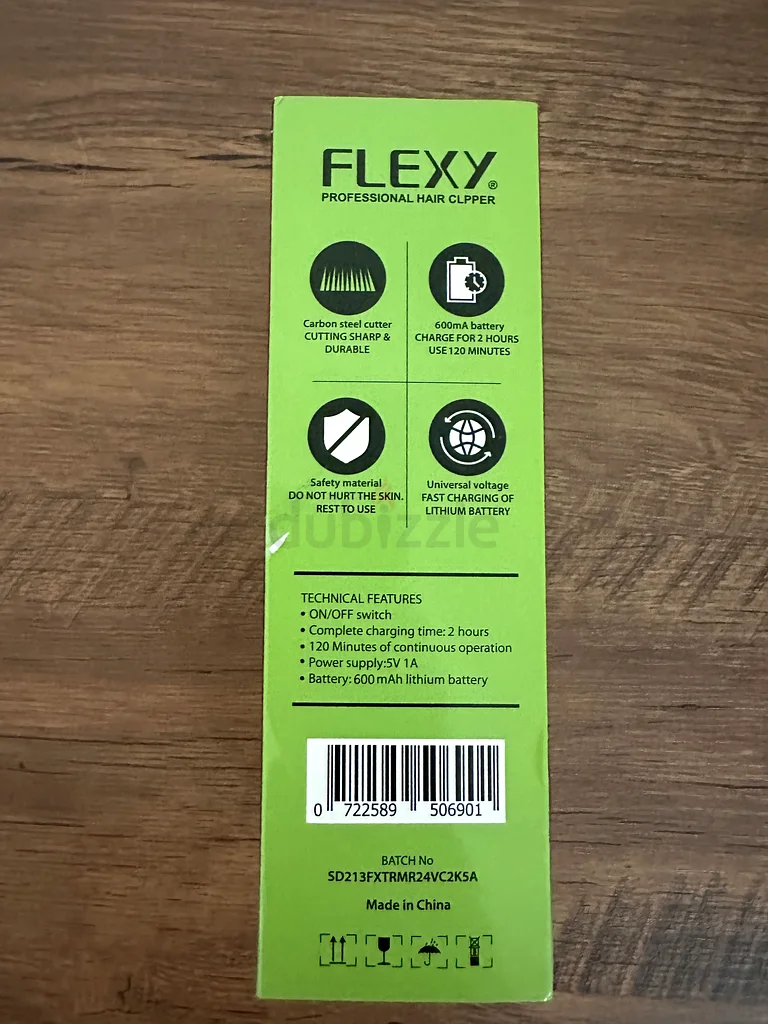 FLEXY®
PROFESSIONAL HAIR CLPPER
Carbon steel cutter
CUTTING SHARP &
DURABLE
600mA battery
CHARGE FOR 2 HOURS
USE 120 MINUTES
Safety material
DO NOT HURT THE SKIN.
REST TO USE
Universal voltage
FAST CHARGING OF
LITHIUM BATTERY
dubizzle
TECHNICAL FEATURES
• ON/OFF switch
• Complete charging time: 2 hours
• 120 Minutes of continuous operation
• Power supply:5V 1A
• Battery: 600 mAh lithium battery
0 722589 506901
BATCH No
SD213FXTRMR24VC2K5A
Made in China